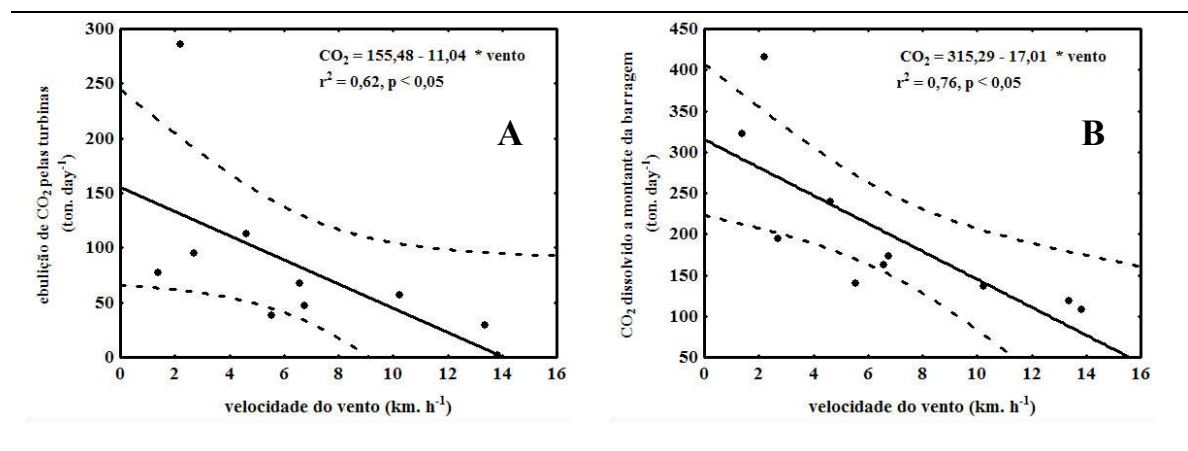 300
250
200
150
100
50
0
0 2 4 6 8 10 12 14 16
ebulição de CO2 pelas turbinas
(ton. day-1)
CO2 = 155,48 - 11,04 * vento
r2 = 0,62, p < 0,05
A
velocidade do vento (km. h-1)
450
400
350
300
250
200
150
100
50
0 2 4 6 8 10 12 14 16
CO2 dissolvido a montante da barragem
(ton. day-1)
CO2 = 315,29 - 17,01 * vento
r2 = 0,76, p < 0,05
B
velocidade do vento (km. h-1)